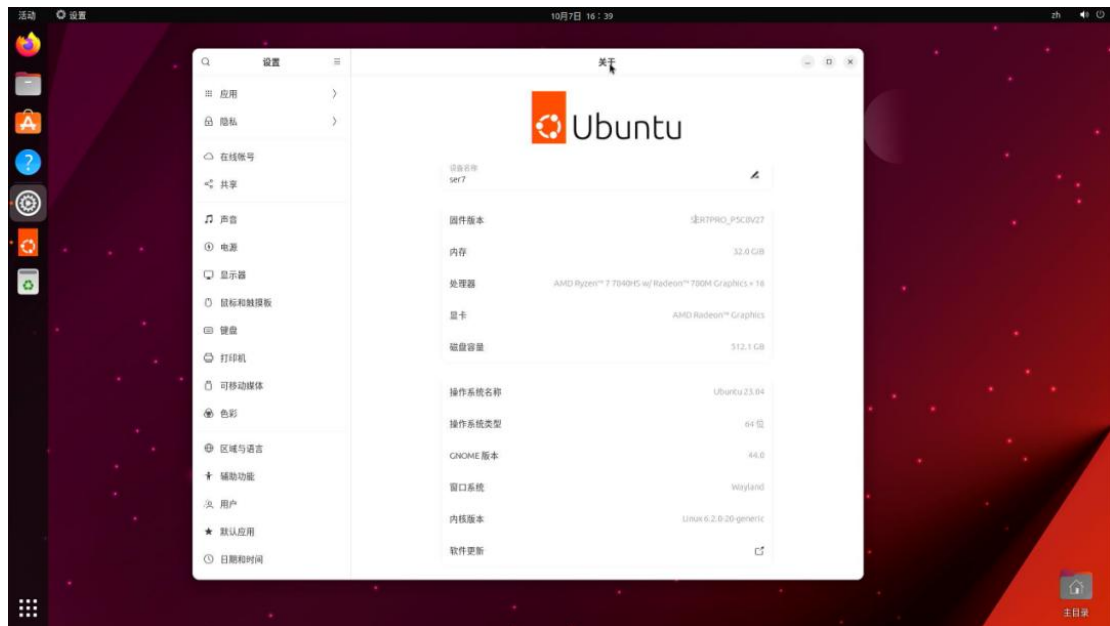 活动 设置 10月7日 16：39 zh
设置 关于
应用
隐私
在线帐号
共享
声音
电源
显示器
鼠标和触摸板
键盘
打印机
可移动媒体
色彩
区域与语言
辅助功能
用户
默认应用
日期和时间
Ubuntu
设备名称
ser7
固件版本
内存 32.0 GiB
处理器 AMD Ryzen™ 7 7840HS w/ Radeon™ 780M Graphics × 16
显卡 AMD Radeon™ Graphics
磁盘容量 512.1 GB
操作系统名称 Ubuntu 23.04
操作系统类型 64 位
GNOME 版本 44.0
窗口系统 Wayland
内核版本 Linux 6.2.0-20-generic
软件更新
主目录